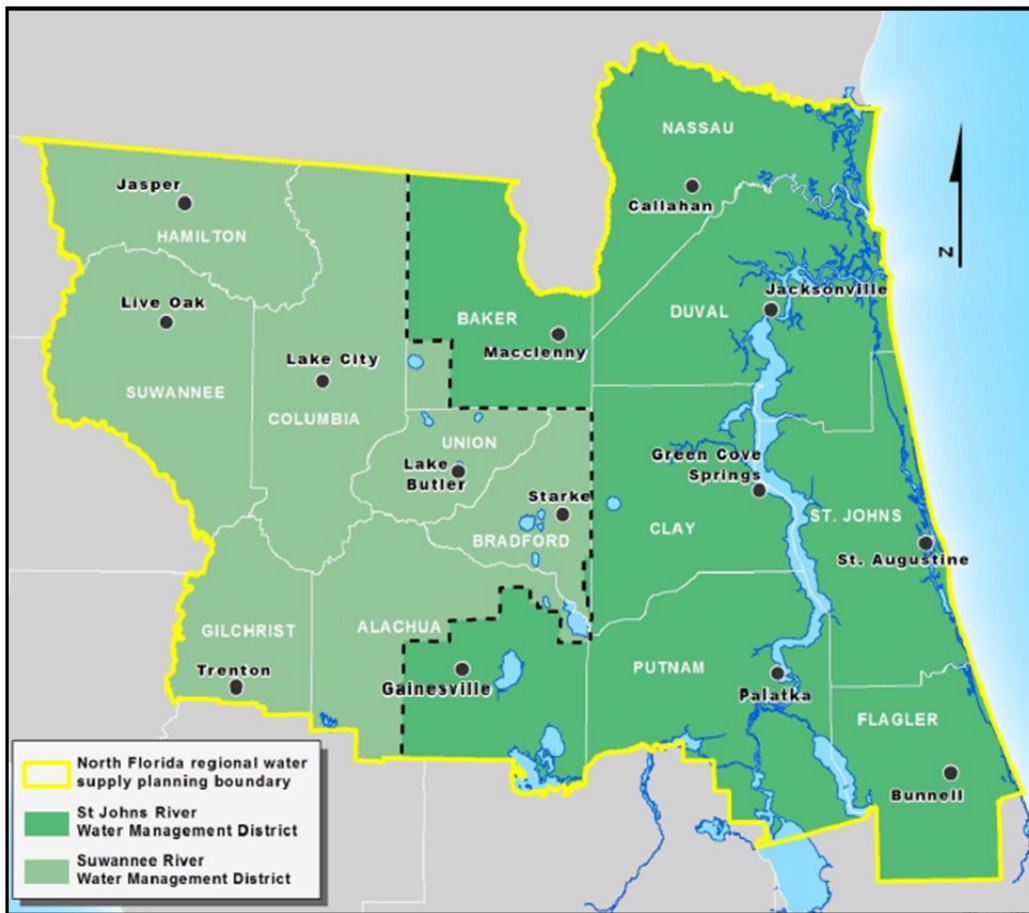 NASSAU
Jasper
Callahan
HAMILTON
N
Live Oak
Jacksonville
DUVAL
BAKER
Macclenny
Lake City
SUWANNEE
COLUMBIA
UNION
Green Cove
Springs
Lake
Butler
Starke
ST. JOHNS
CLAY
BRADFORD
St. Augustine
GILCHRIST
ALACHUA
Trenton
PUTNAM
Gainesville
Palatka
FLAGLER
North Florida regional water
supply planning boundary
Bunnell
St Johns River
Water Management District
Suwannee River
Water Management District